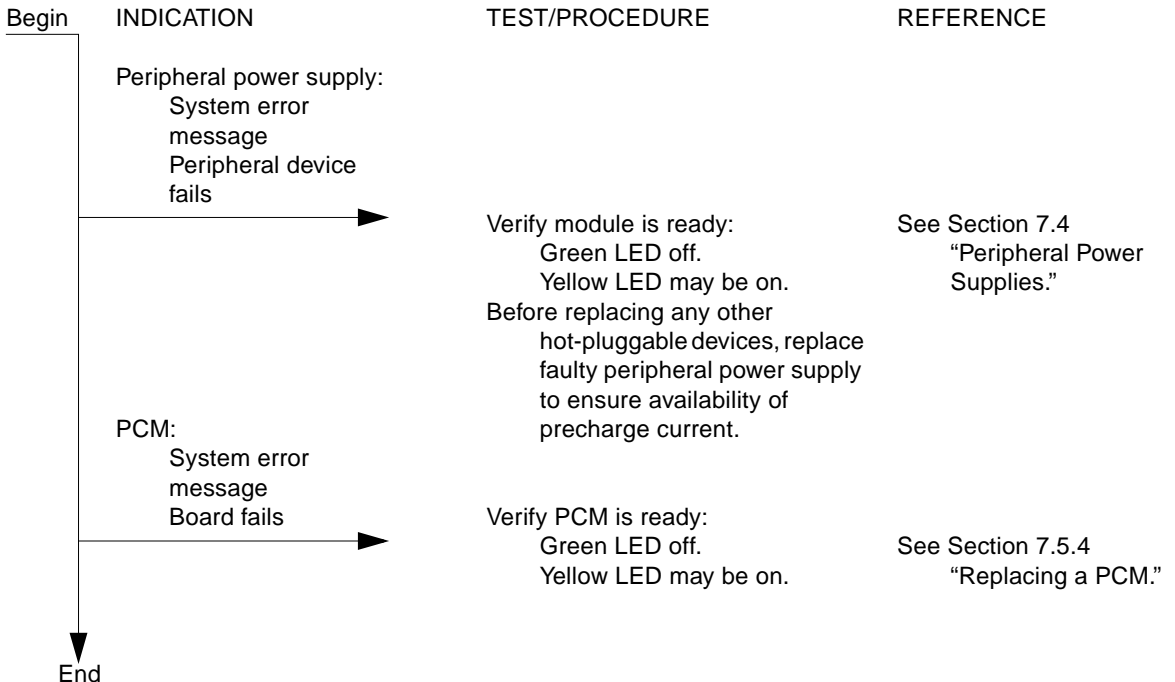 Begin INDICATION TEST/PROCEDURE REFERENCE
Peripheral power supply:
System error
message
Peripheral device
fails
Verify module is ready:
Green LED off.
Yellow LED may be on.
Before replacing any other
hot-pluggable devices, replace
faulty peripheral power supply
to ensure availability of
precharge current.
See Section 7.4
“Peripheral Power
Supplies.”
PCM:
System error
message
Board fails
Verify PCM is ready:
Green LED off.
Yellow LED may be on.
See Section 7.5.4
“Replacing a PCM.”
End